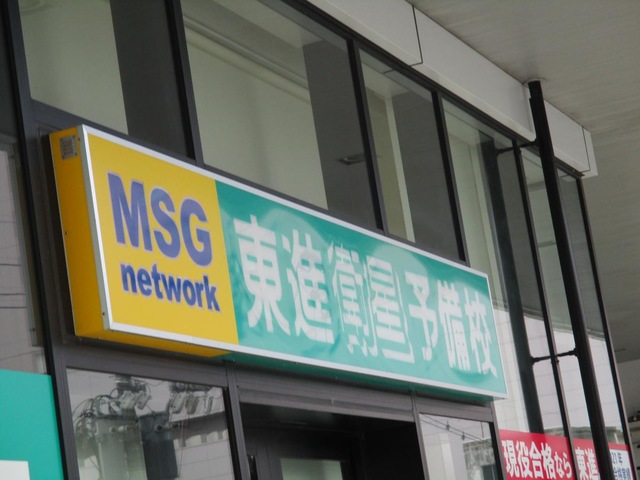 MSG
network
東進衛星予備校
現役合格なら
東進